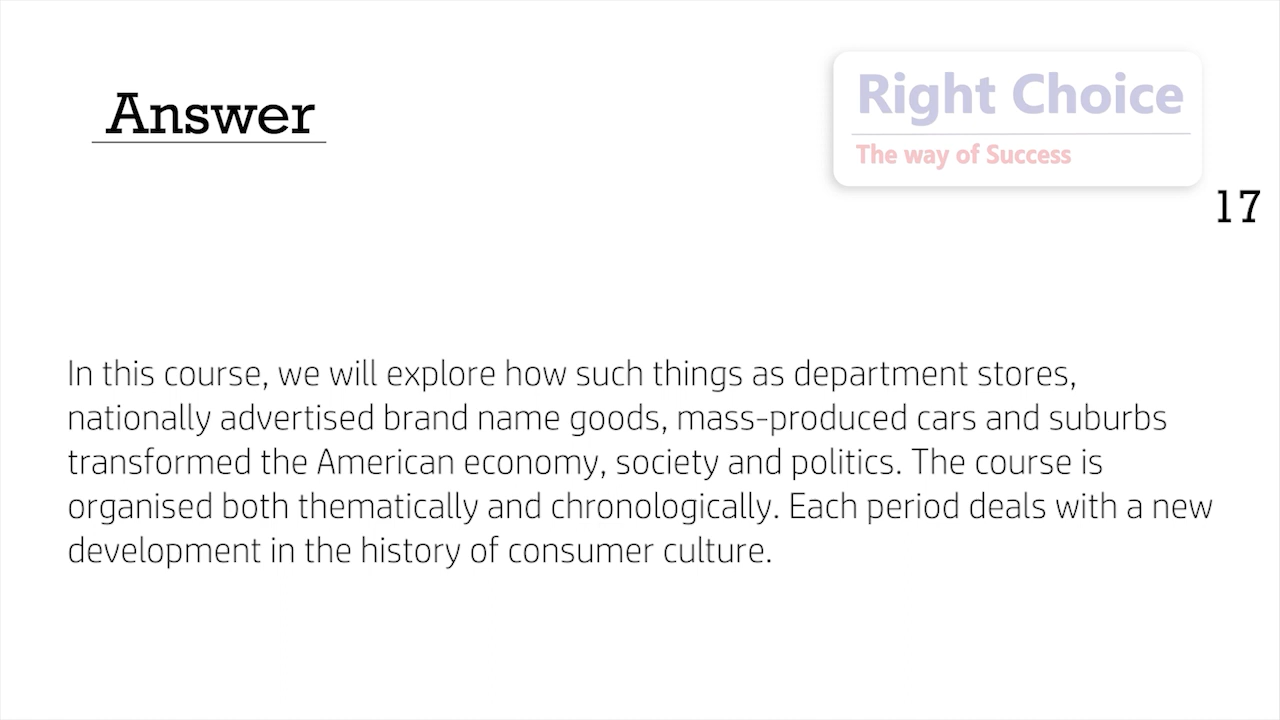 Answer
Right Choice
The way of Success
17
In this course, we will explore how such things as department stores,
nationally advertised brand name goods, mass-produced cars and suburbs
transformed the American economy, society and politics. The course is
organised both thematically and chronologically. Each period deals with a new
development in the history of consumer culture.